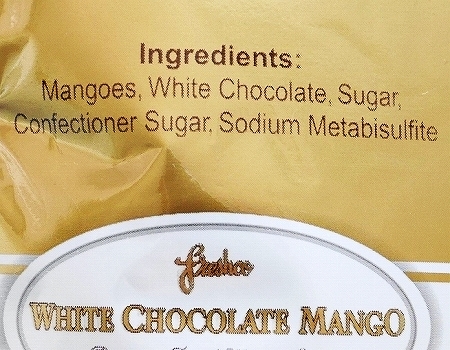 Ingredients:
Mangoes, White Chocolate, Sugar,
Confectioner Sugar, Sodium Metabisulfite
WHITE CHOCOLATE MANGO